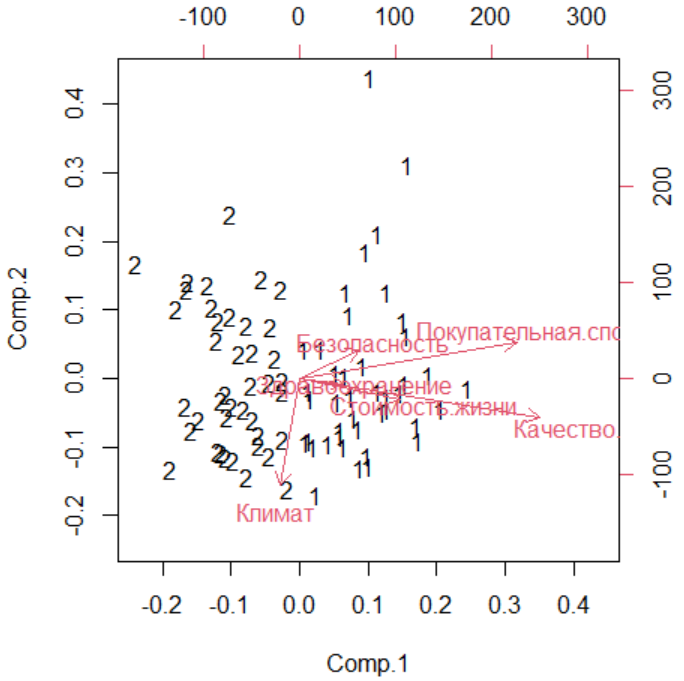 -100 0 100 200 300
0.4
0.3
0.2
0.1
0.0
-0.1
-0.2
300
200
100
0
-100
Comp.2
Безопасность
Покупательная.спо
Здравоохранение
Стоимость.жизни
Качество.
Климат
-0.2 -0.1 0.0 0.1 0.2 0.3 0.4
Comp.1